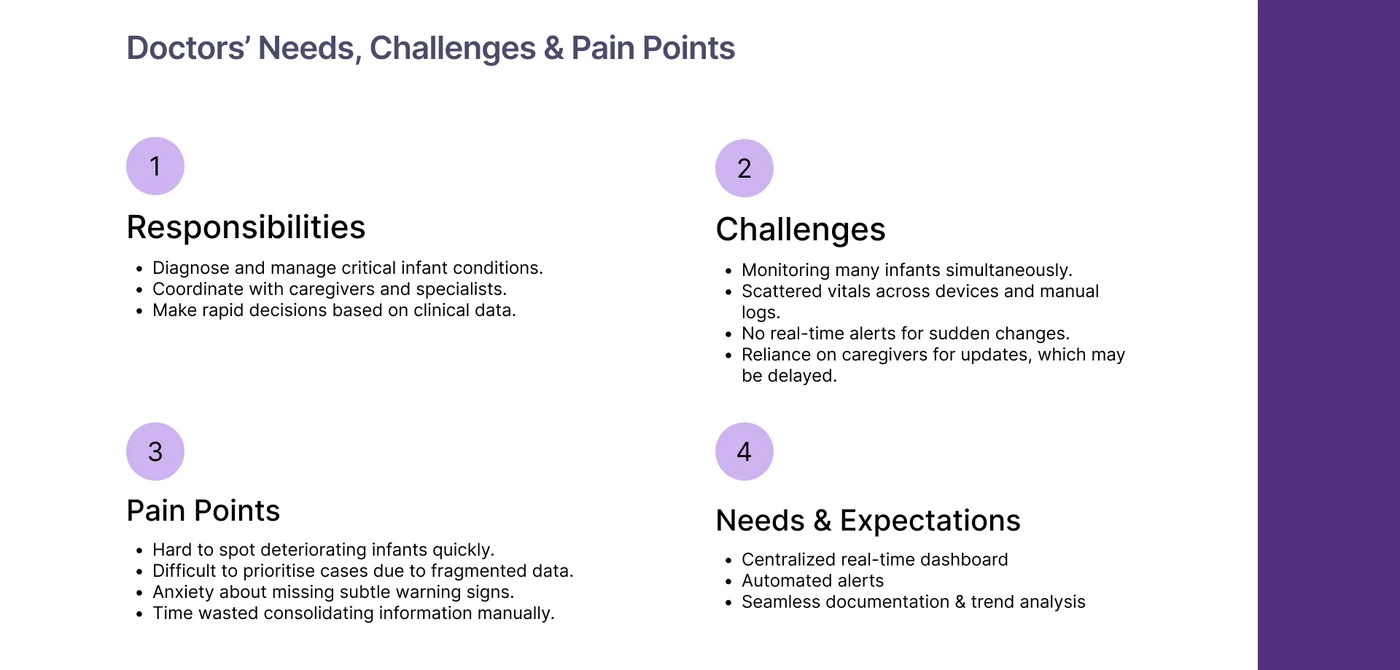 Doctors’ Needs, Challenges & Pain Points
1
Responsibilities
• Diagnose and manage critical infant conditions.
• Coordinate with caregivers and specialists.
• Make rapid decisions based on clinical data.
2
Challenges
• Monitoring many infants simultaneously.
• Scattered vitals across devices and manual
logs.
• No real-time alerts for sudden changes.
• Reliance on caregivers for updates, which may
be delayed.
3
Pain Points
• Hard to spot deteriorating infants quickly.
• Difficult to prioritise cases due to fragmented data.
• Anxiety about missing subtle warning signs.
• Time wasted consolidating information manually.
4
Needs & Expectations
• Centralized real-time dashboard
• Automated alerts
• Seamless documentation & trend analysis